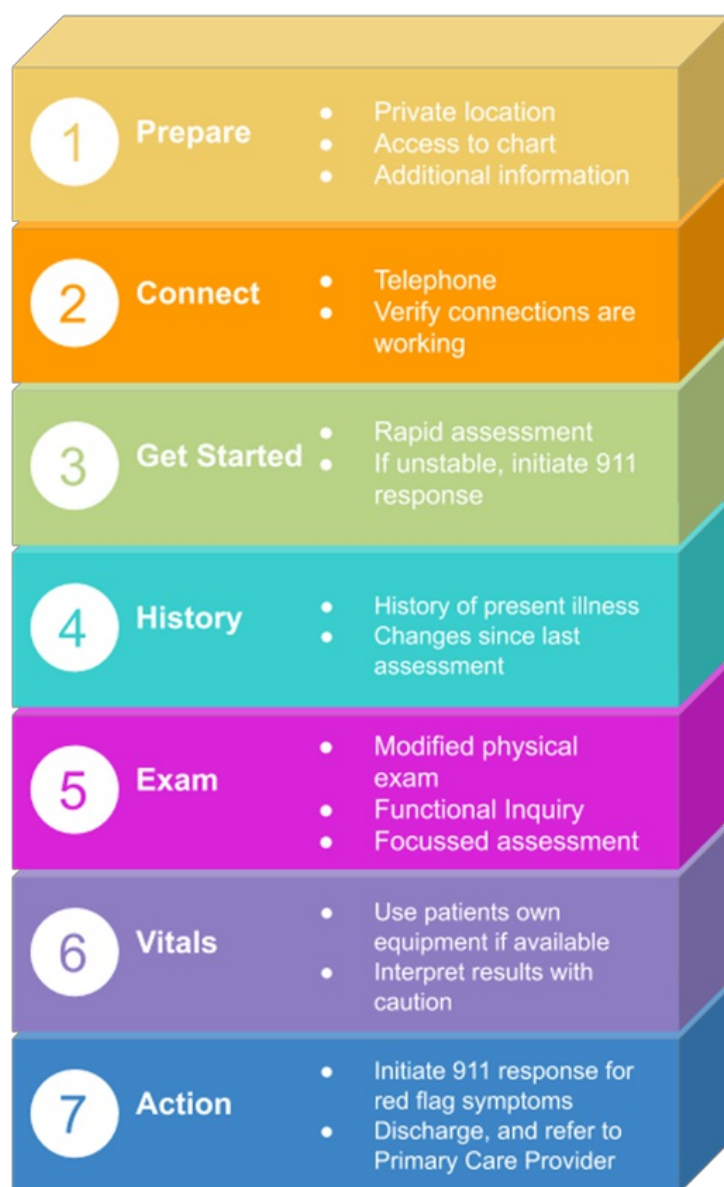 1
Prepare
● Private location
● Access to chart
● Additional information
2
Connect
● Telephone
● Verify connections are
working
3
Get Started
● Rapid assessment
● If unstable, initiate 911
response
4
History
● History of present illness
● Changes since last
assessment
5
Exam
● Modified physical
exam
● Functional Inquiry
● Focussed assessment
6
Vitals
● Use patients own
equipment if available
● Interpret results with
caution
7
Action
● Initiate 911 response for
red flag symptoms
● Discharge, and refer to
Primary Care Provider